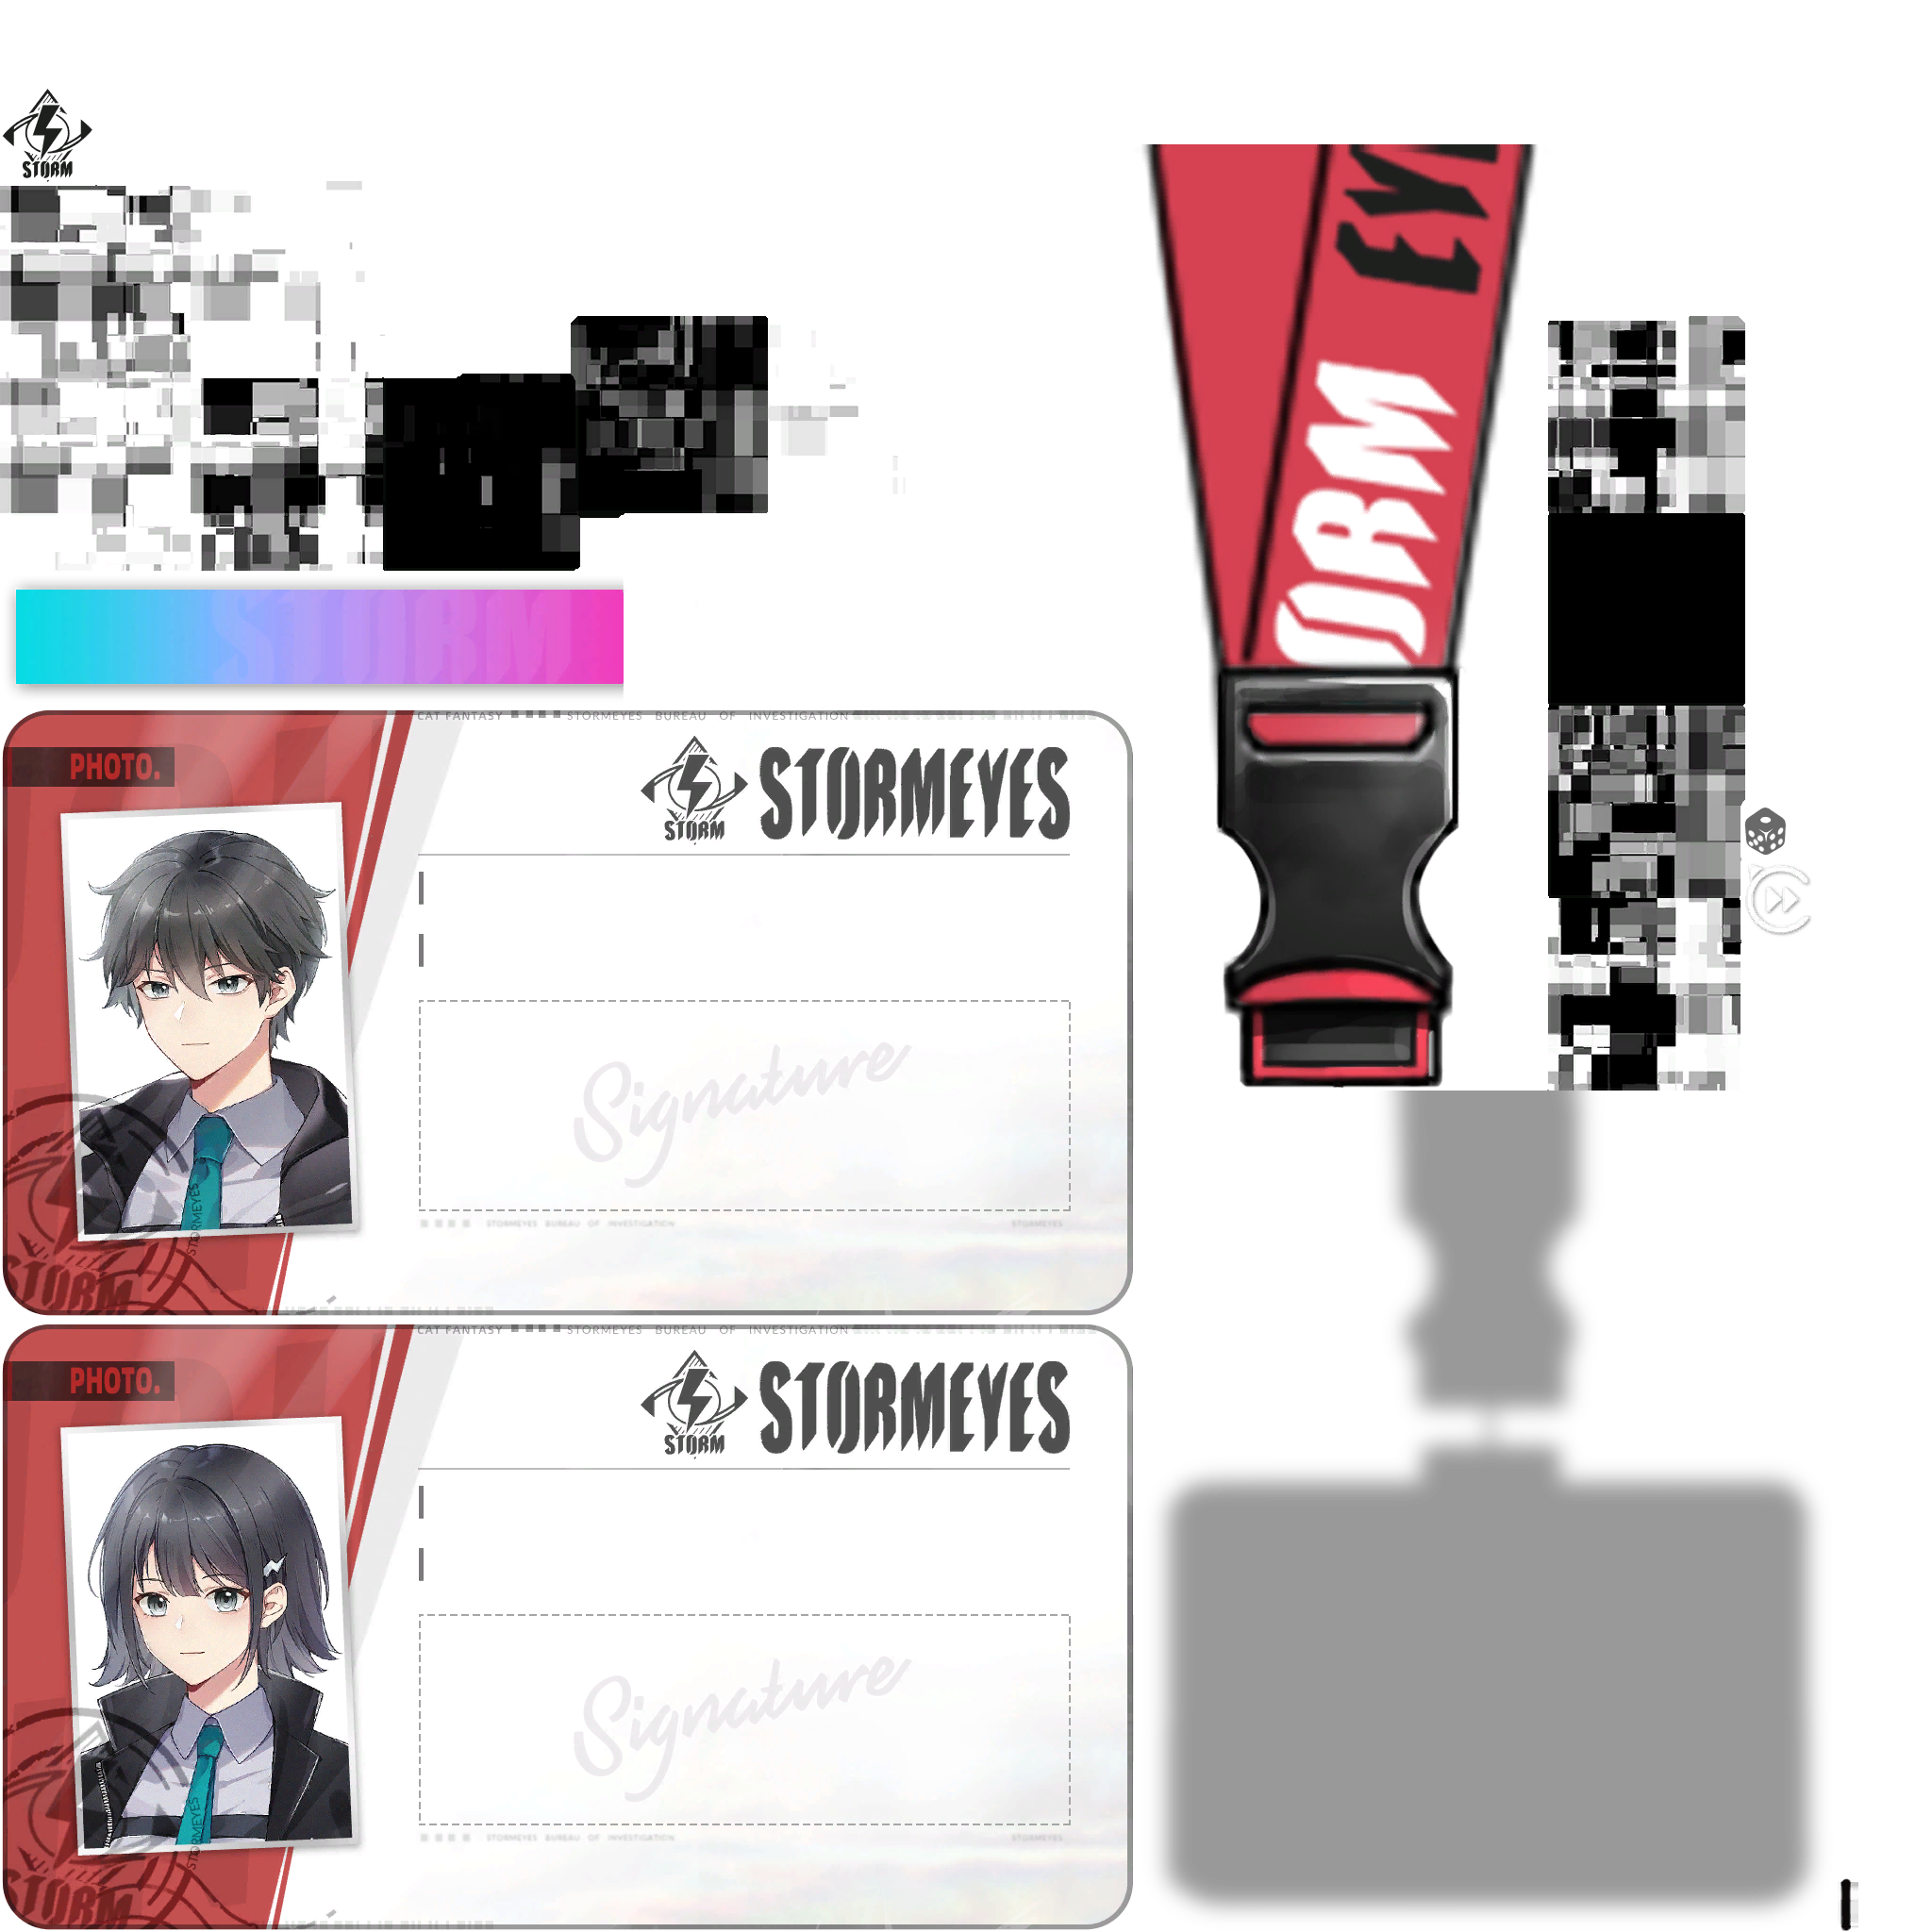 STORM
EYE
ORM
STORM
CAT FANTASY STORMEYES BUREAU OF INVESTIGATION
PHOTO.
STORM
STORMEYES
Signature
STORMEYES
STORMEYES BUREAU OF INVESTIGATION
STORMEYES
STORM
CAT FANTASY STORMEYES BUREAU OF INVESTIGATION
PHOTO.
STORM
STORMEYES
Signature
STORMEYES
STORMEYES BUREAU OF INVESTIGATION
STORMEYES
STORM